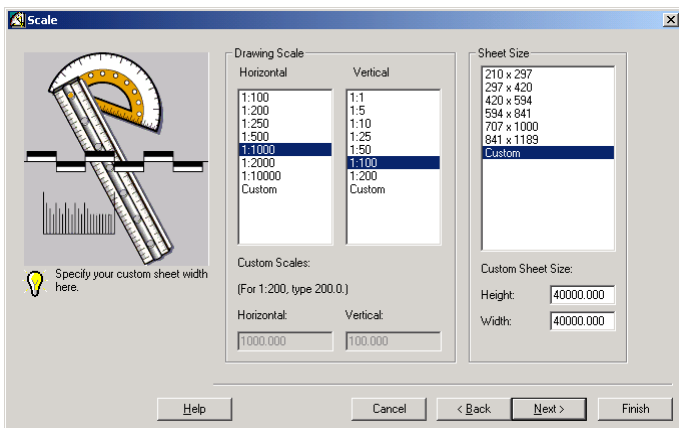 Scale
Drawing Scale
Horizontal
Vertical
1:100
1:200
1:250
1:500
1:1000
1:2000
1:10000
Custom
1:1
1:5
1:10
1:25
1:50
1:100
1:200
Custom
Custom Scales:
(For 1:200, type 200.0.)
Horizontal:
Vertical:
1000.000
100.000
Sheet Size
210 x 297
297 x 420
420 x 594
594 x 841
707 x 1000
841 x 1189
Custom
Custom Sheet Size:
Height:
40000.000
Width:
40000.000
Specify your custom sheet width
here.
Help
Cancel
< Back
Next >
Finish